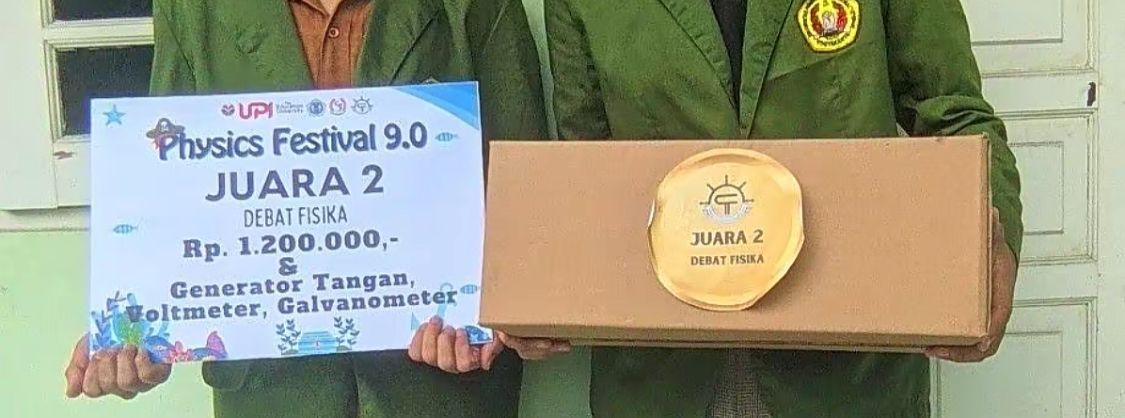 UPI
Physics Festival 9.0
JUARA 2
DEBAT FISIKA
Rp. 1.200.000,-
&
Generator Tangan,
Voltmeter, Galvanometer
JUARA 2
DEBAT FISIKA